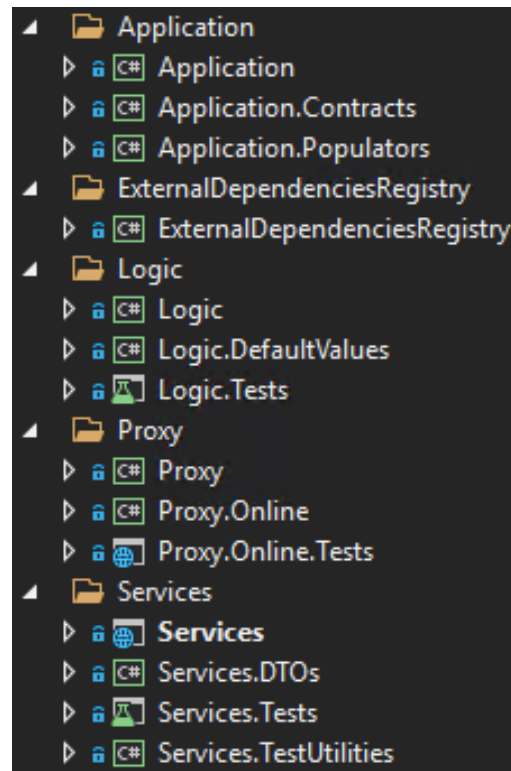 Application
C# Application
C# Application.Contracts
C# Application.Populators
ExternalDependenciesRegistry
C# ExternalDependenciesRegistry
Logic
C# Logic
C# Logic.DefaultValues
Logic.Tests
Proxy
C# Proxy
C# Proxy.Online
Proxy.Online.Tests
Services
Services
C# Services.DTOs
Services.Tests
C# Services.TestUtilities